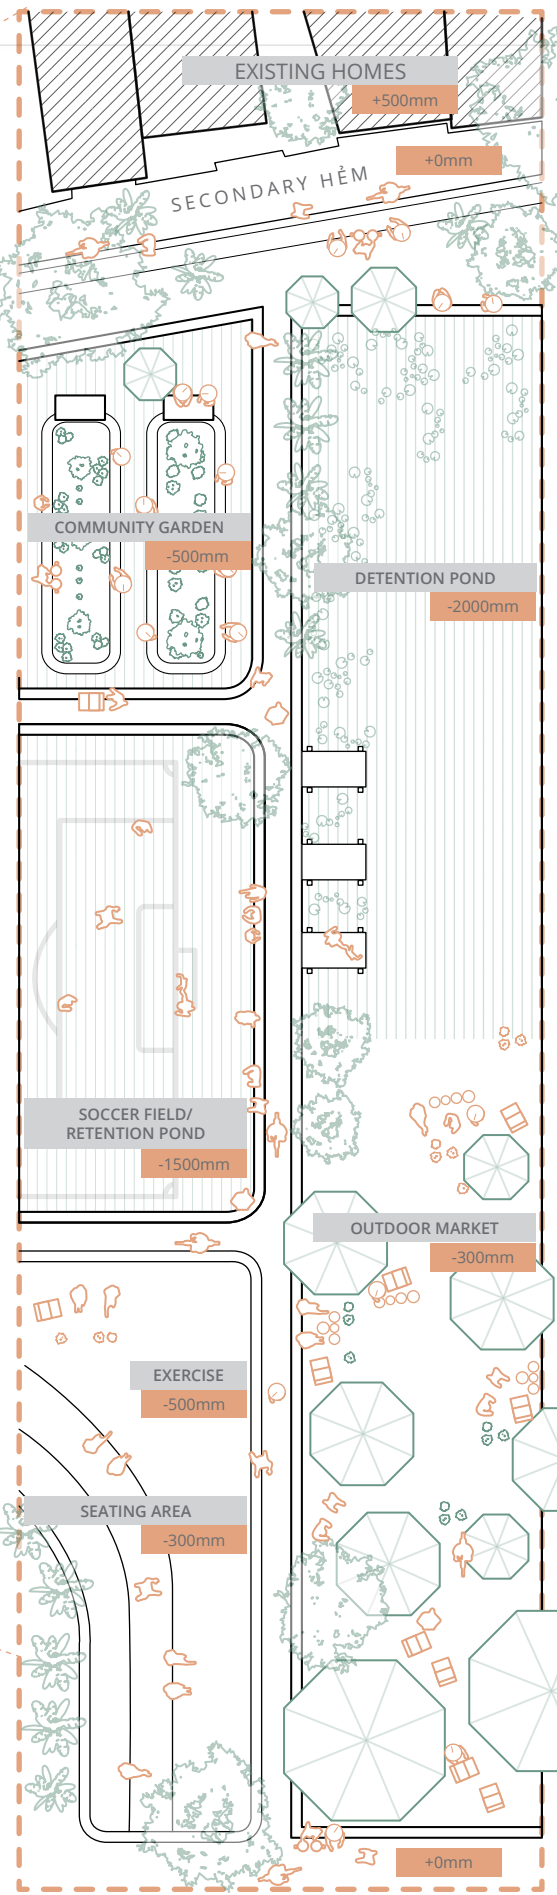 EXISTING HOMES
+500mm
+0mm
SECONDARY HẺM
COMMUNITY GARDEN
-500mm
DETENTION POND
-2000mm
SOCCER FIELD/
RETENTION POND
-1500mm
OUTDOOR MARKET
-300mm
EXERCISE
-500mm
SEATING AREA
-300mm
+0mm